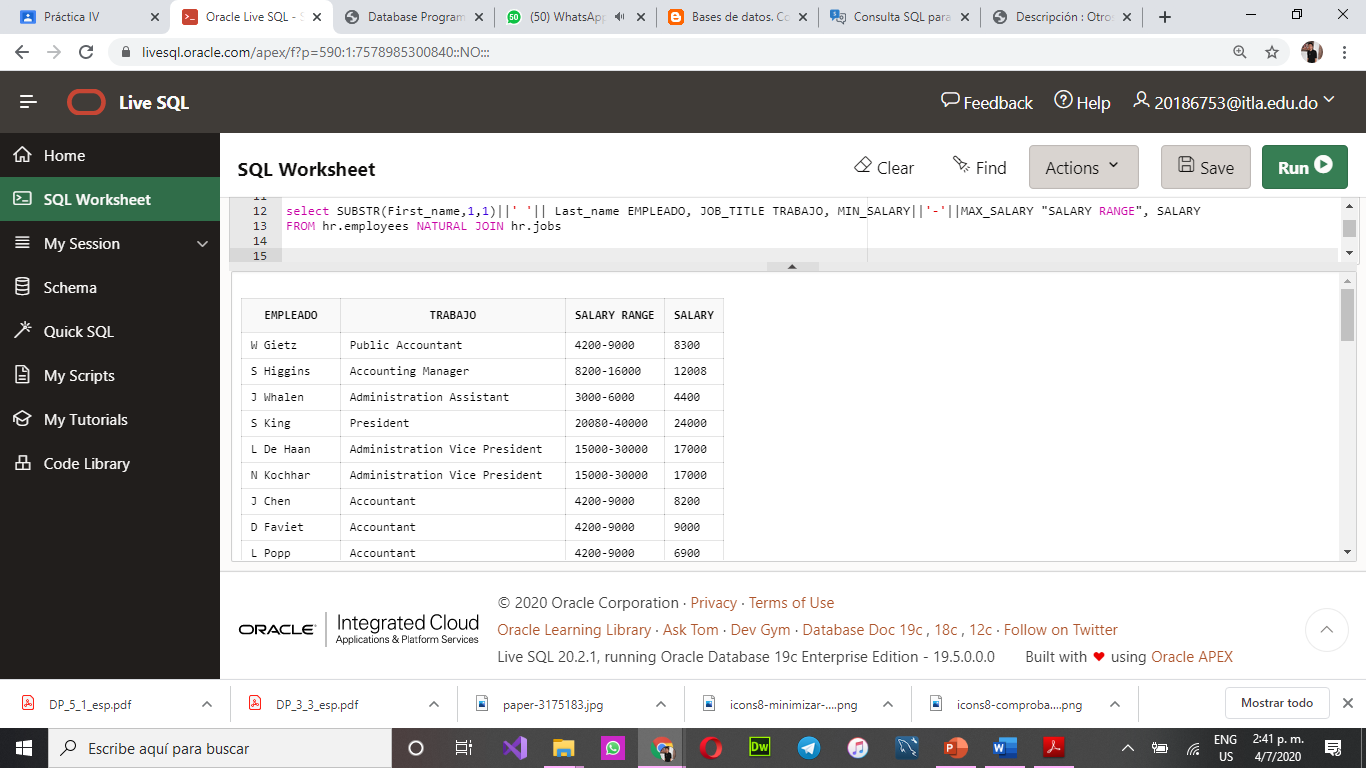 Práctica IV
Oracle Live SQL - S
Database Program
(50) WhatsApp
Bases de datos. Co
Consulta SQL para
Descripción : Otro
livesql.oracle.com/apex/f?p=590:1:7578985300840::NO:::
Live SQL
Feedback
Help
20186753@itla.edu.do
Home
SQL Worksheet
My Session
Schema
Quick SQL
My Scripts
My Tutorials
Code Library
SQL Worksheet
Clear
Find
Actions
Save
Run
11
12 select SUBSTR(First_name,1,1)||' '|| Last_name EMPLEADO, JOB_TITLE TRABAJO, MIN_SALARY||'-'||MAX_SALARY "SALARY RANGE", SALARY
13 FROM hr.employees NATURAL JOIN hr.jobs
14
15
EMPLEADO TRABAJO SALARY RANGE SALARY
W Gietz Public Accountant 4200-9000 8300
S Higgins Accounting Manager 8200-16000 12008
J Whalen Administration Assistant 3000-6000 4400
S King President 20080-40000 24000
L De Haan Administration Vice President 15000-30000 17000
N Kochhar Administration Vice President 15000-30000 17000
J Chen Accountant 4200-9000 8200
D Faviet Accountant 4200-9000 9000
L Popp Accountant 4200-9000 6900
ORACLE Integrated Cloud
Applications & Platform Services
© 2020 Oracle Corporation · Privacy · Terms of Use
Oracle Learning Library · Ask Tom · Dev Gym · Database Doc 19c , 18c , 12c · Follow on Twitter
Live SQL 20.2.1, running Oracle Database 19c Enterprise Edition - 19.5.0.0.0 Built with ❤ using Oracle APEX
DP_5_1_esp.pdf
DP_3_3_esp.pdf
paper-3175183.jpg
icons8-minimizar-....png
icons8-comproba....png
Mostrar todo
Escribe aquí para buscar
Dw
ENG
US
2:41 p. m.
4/7/2020